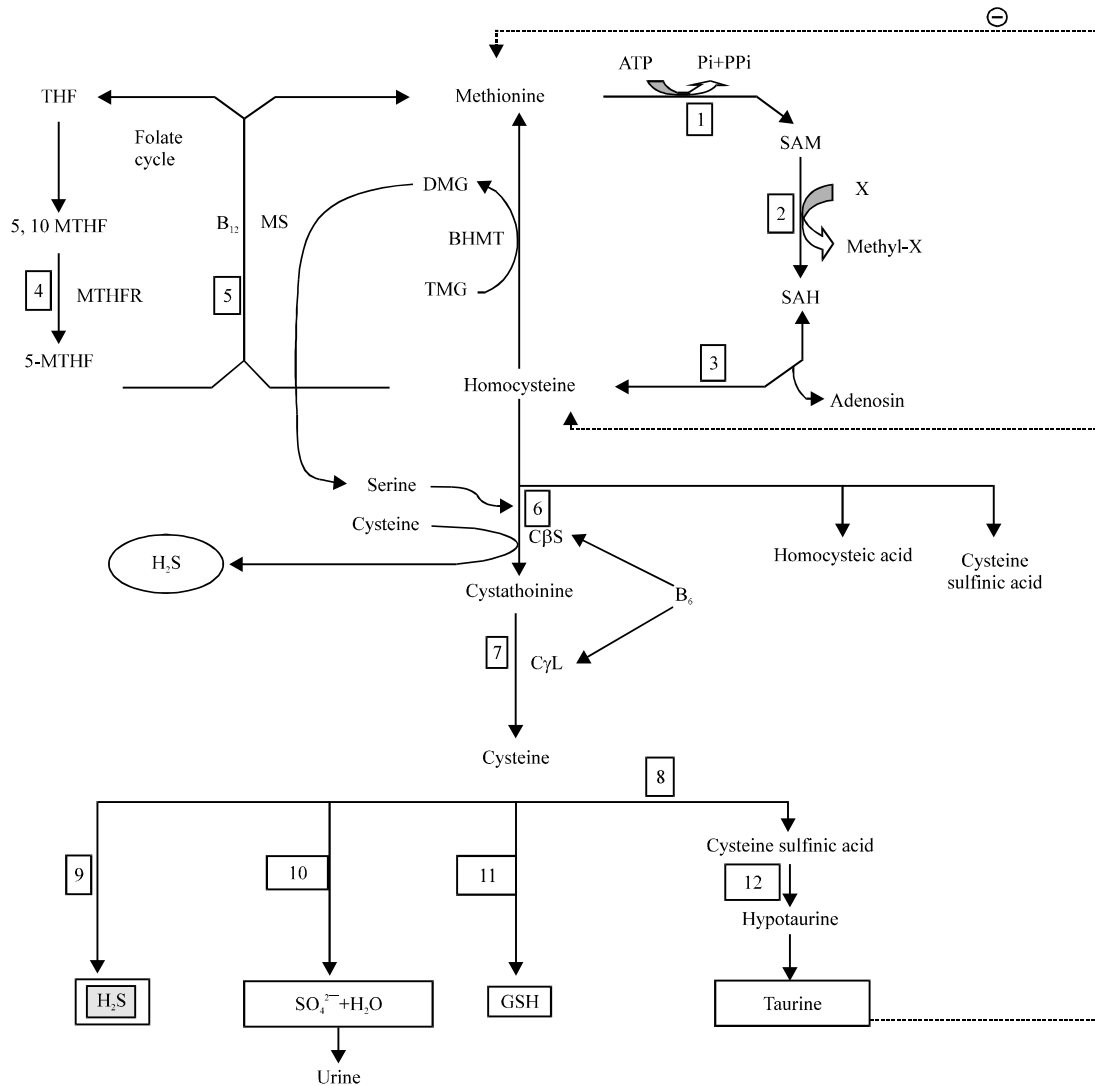 ⊖
ATP
Pi+PPi
THF
Methionine
1
Folate
cycle
SAM
DMG
X
2
5, 10 MTHF
B₁₂
MS
BHMT
Methyl-X
4
MTHFR
5
TMG
SAH
5-MTHF
3
Homocysteine
Adenosin
Serine
6
Cysteine
CβS
H₂S
Homocysteic acid
Cysteine
sulfinic acid
Cystathoinine
B₆
7
CγL
Cysteine
8
Cysteine sulfinic acid
9
10
11
12
Hypotaurine
H₂S
SO₄²⁻+H₂O
GSH
Taurine
Urine